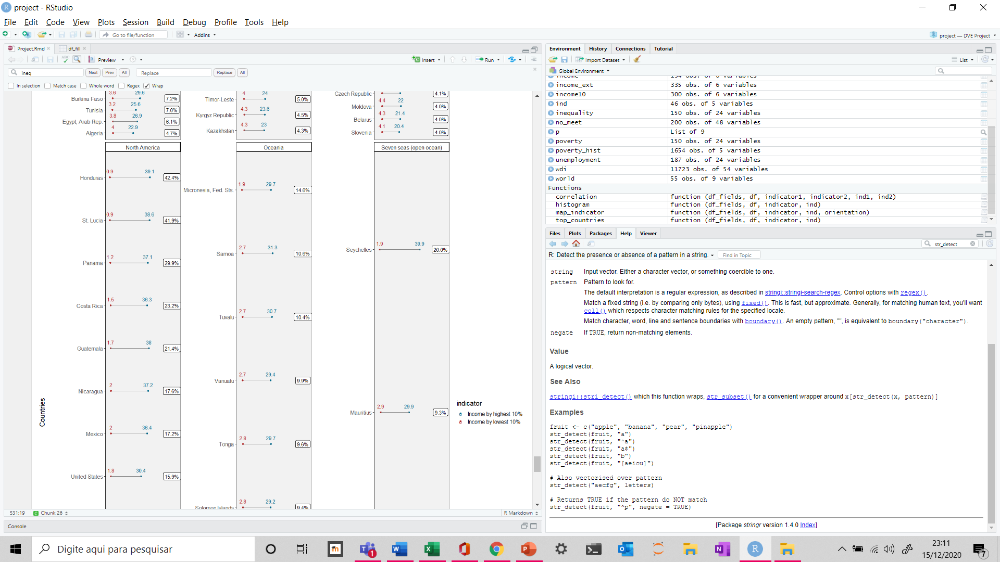 project - RStudio
File Edit Code View Plots Session Build Debug Profile Tools Help
Go to file/function Addins
project — DVE Project
Project.Rmd df_fill
ABC Preview Insert Run
ineq Next Prev All Replace Replace All
In selection Match case Whole word Regex Wrap
3.6 29.6
Burkina Faso 7.2%
3.2 25.6
Tunisia 7.0%
3.8 26.9
Egypt, Arab Rep. 6.1%
4 22.9
Algeria 4.7%
4 24
Timor-Leste 5.0%
4.3 23.6
Kyrgyz Republic 4.5%
4.3 23
Kazakhstan 4.3%
Czech Republic 4.1%
4.4 22
Moldova 4.0%
4.3 21.4
Belarus 4.0%
4.1 20.4
Slovenia 4.0%
North America
0.9 39.1
Honduras 42.4%
0.9 38.6
St. Lucia 41.9%
1.2 37.1
Panama 29.9%
1.5 36.3
Costa Rica 23.2%
1.7 38
Guatemala 21.4%
2 37.2
Nicaragua 17.6%
2 36.4
Mexico 17.2%
1.8 30.4
United States 15.9%
Oceania
1.9 29.7
Micronesia, Fed. Sts. 14.6%
2.7 31.3
Samoa 10.6%
2.7 30.7
Tuvalu 10.4%
2.7 29.4
Vanuatu 9.9%
2.8 29.7
Tonga 9.6%
2.8 29.2
Solomon Islands 9.4%
Seven seas (open ocean)
1.9 39.9
Seychelles 20.0%
2.9 29.9
Mauritius 9.3%
Countries
indicator
a Income by highest 10%
a Income by lowest 10%
531:19 Chunk 26 R Markdown
Console
Environment History Connections Tutorial
Import Dataset List
Global Environment
income 154 obs. of 6 variables
income_ext 335 obs. of 6 variables
income10 300 obs. of 6 variables
ind 46 obs. of 5 variables
inequality 150 obs. of 24 variables
no_meet 200 obs. of 48 variables
p List of 9
poverty 150 obs. of 24 variables
poverty_hist 1654 obs. of 5 variables
unemployment 187 obs. of 24 variables
wdi 11723 obs. of 54 variables
world 55 obs. of 9 variables
Functions
correlation function (df_fields, df, indicator1, indicator2, ind1, ind2)
histogram function (df_fields, df, indicator, ind)
map_indicator function (df_fields, df, indicator, ind, orientation)
top_countries function (df_fields, df, indicator, ind)
Files Plots Packages Help Viewer
str_detect
R: Detect the presence or absence of a pattern in a string. Find in Topic
string Input vector. Either a character vector, or something coercible to one.
pattern Pattern to look for.
The default interpretation is a regular expression, as described in stringi::stringi-search-regex. Control options with regex().
Match a fixed string (i.e. by comparing only bytes), using fixed(). This is fast, but approximate. Generally, for matching human text, you'll want
coll() which respects character matching rules for the specified locale.
Match character, word, line and sentence boundaries with boundary(). An empty pattern, "", is equivalent to boundary("character").
negate If TRUE, return non-matching elements.
Value
A logical vector.
See Also
stringi::stri_detect() which this function wraps, str_subset() for a convenient wrapper around x[str_detect(x, pattern)]
Examples
fruit <- c("apple", "banana", "pear", "pinapple")
str_detect(fruit, "a")
str_detect(fruit, "^a")
str_detect(fruit, "a$")
str_detect(fruit, "b")
str_detect(fruit, "[aeiou]")
# Also vectorised over pattern
str_detect("aecfg", letters)
# Returns TRUE if the pattern do NOT match
str_detect(fruit, "^p", negate = TRUE)
[Package stringr version 1.4.0 Index]
Digite aqui para pesquisar
23:11
15/12/2020
7